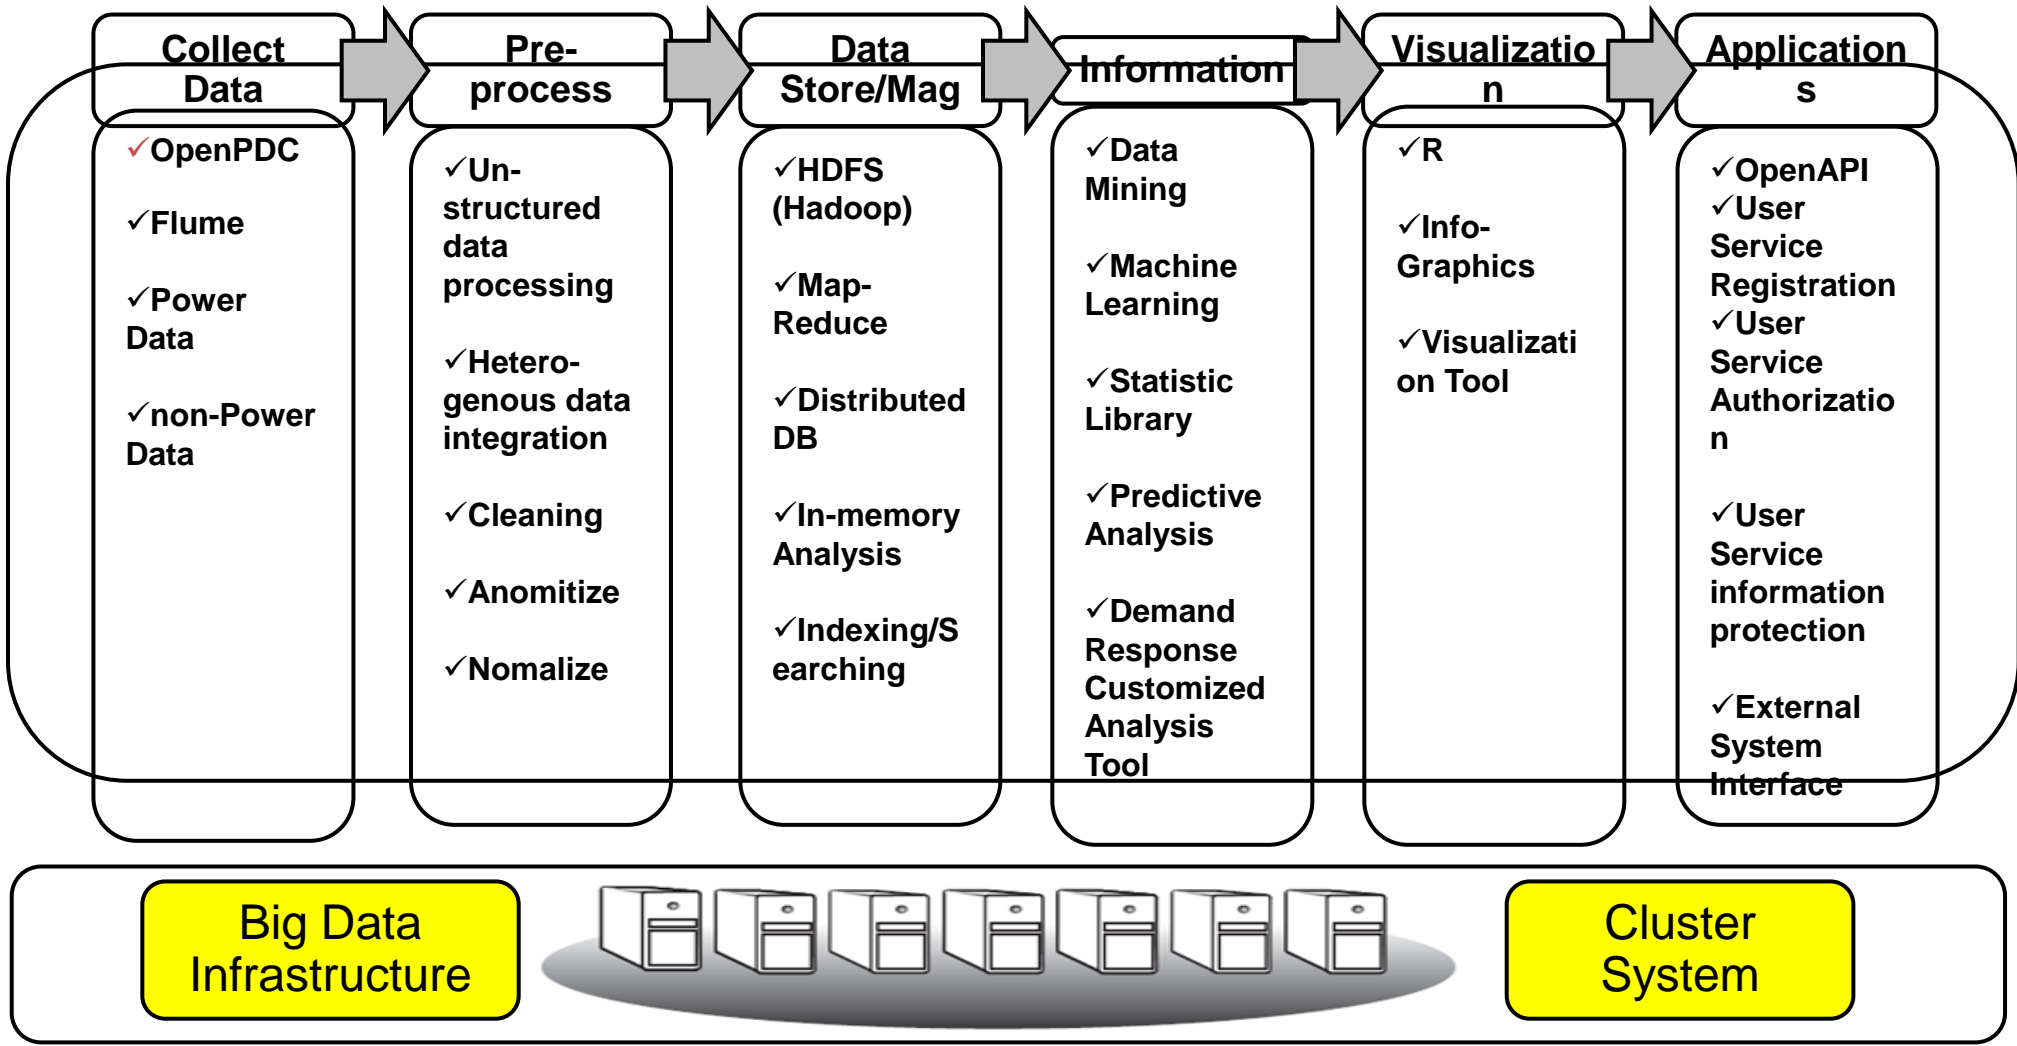 Collect
Data
Pre-
process
Data
Store/Mag
Information
Visualizatio
n
Application
s
✓OpenPDC
✓Flume
✓Power
Data
✓non-Power
Data
✓Un-
structured
data
processing
✓Hetero-
genous data
integration
✓Cleaning
✓Anomitize
✓Nomalize
✓HDFS
(Hadoop)
✓Map-
Reduce
✓Distributed
DB
✓In-memory
Analysis
✓Indexing/S
earching
✓Data
Mining
✓Machine
Learning
✓Statistic
Library
✓Predictive
Analysis
✓Demand
Response
Customized
Analysis
Tool
✓R
✓Info-
Graphics
✓Visualizati
on Tool
✓OpenAPI
✓User
Service
Registration
✓User
Service
Authorizatio
n
✓User
Service
information
protection
✓External
System
Interface
Big Data
Infrastructure
Cluster
System